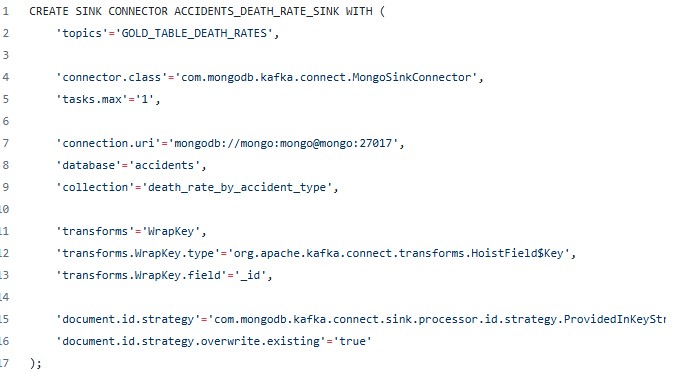 1 CREATE SINK CONNECTOR ACCIDENTS_DEATH_RATE_SINK WITH (
2 'topics'='GOLD_TABLE_DEATH_RATES',
3
4 'connector.class'='com.mongodb.kafka.connect.MongoSinkConnector',
5 'tasks.max'='1',
6
7 'connection.uri'='mongodb://mongo:mongo@mongo:27017',
8 'database'='accidents',
9 'collection'='death_rate_by_accident_type',
10
11 'transforms'='WrapKey',
12 'transforms.WrapKey.type'='org.apache.kafka.connect.transforms.HoistField$Key',
13 'transforms.WrapKey.field'='_id',
14
15 'document.id.strategy'='com.mongodb.kafka.connect.sink.processor.id.strategy.ProvidedInKeyStr
16 'document.id.strategy.overwrite.existing'='true'
17 );